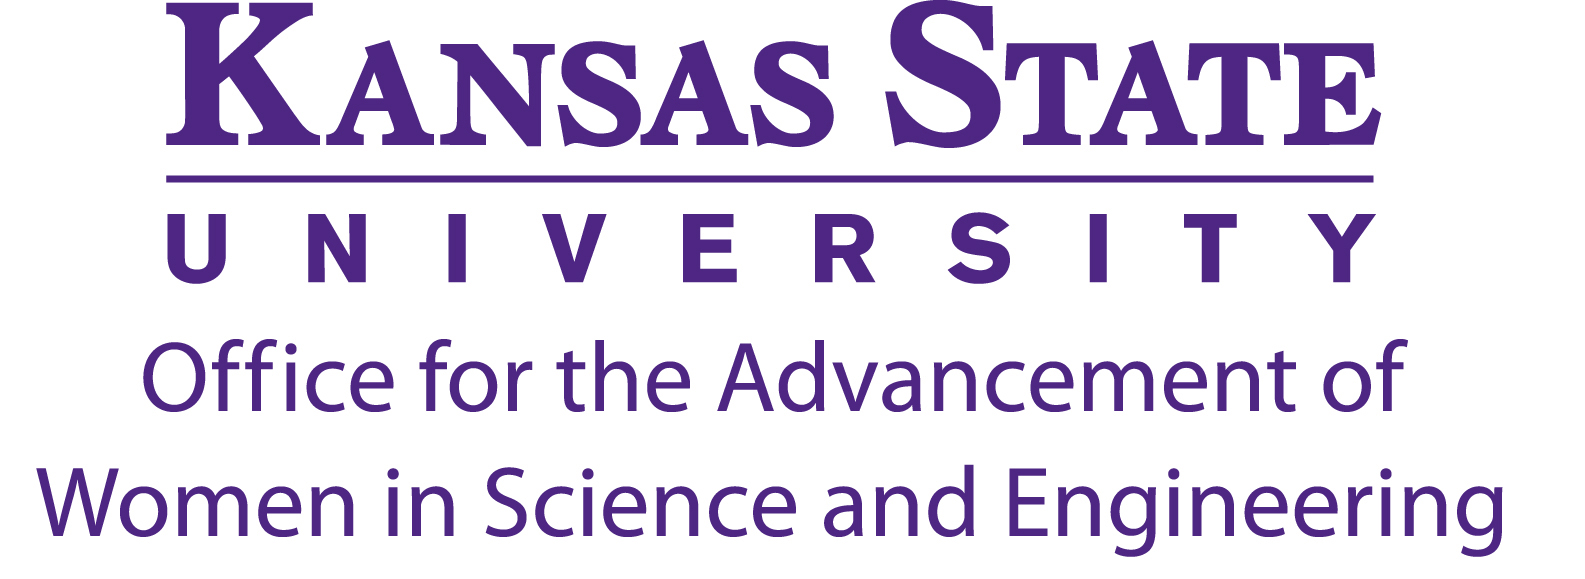 KANSAS STATE
UNIVERSITY
Office for the Advancement of
Women in Science and Engineering